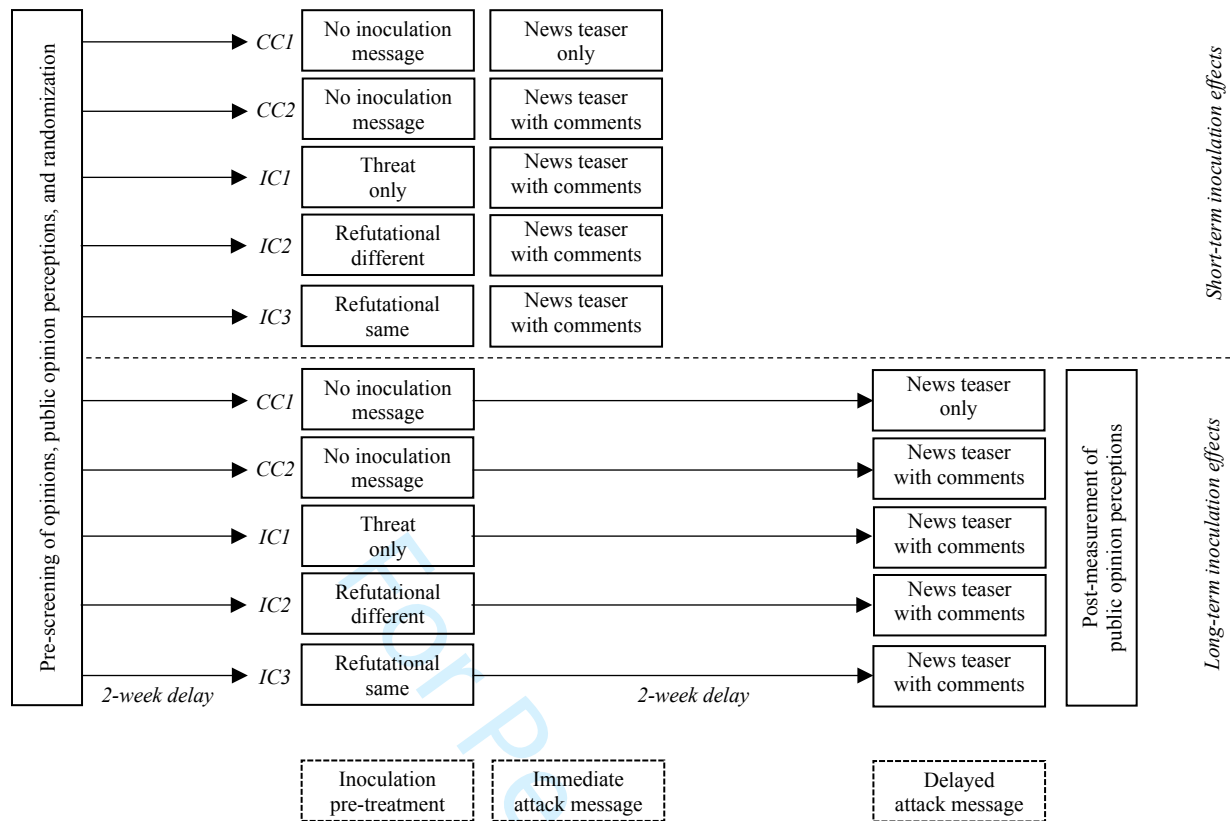 Pre-screening of opinions, public opinion perceptions, and randomization
CC1
No inoculation
message
News teaser
only
CC2
No inoculation
message
News teaser
with comments
IC1
Threat
only
News teaser
with comments
IC2
Refutational
different
News teaser
with comments
IC3
Refutational
same
News teaser
with comments
Short-term inoculation effects
CC1
No inoculation
message
News teaser
only
CC2
No inoculation
message
News teaser
with comments
IC1
Threat
only
News teaser
with comments
IC2
Refutational
different
News teaser
with comments
IC3
Refutational
same
News teaser
with comments
2-week delay
2-week delay
Post-measurement of
public opinion perceptions
Long-term inoculation effects
Inoculation
pre-treatment
Immediate
attack message
Delayed
attack message
For Pe